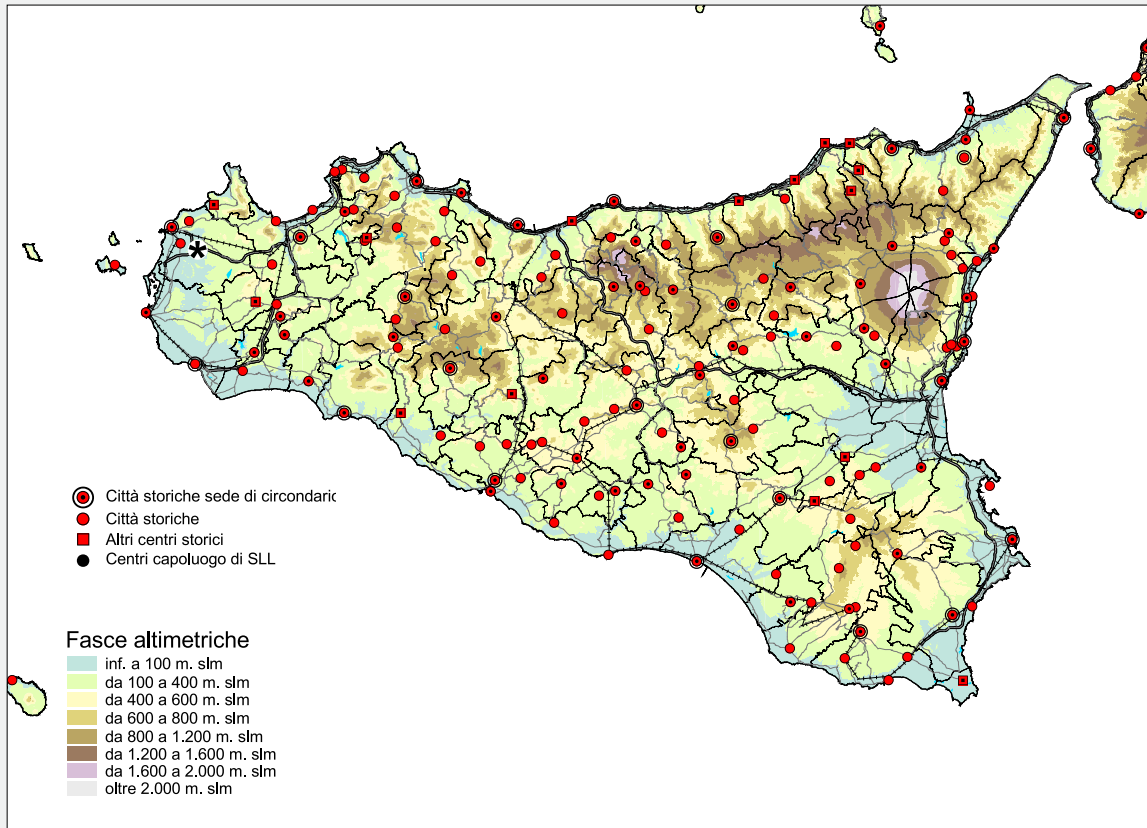 Città storiche sede di circondaric
Città storiche
Altri centri storici
Centri capoluogo di SLL
Fasce altimetriche
inf. a 100 m. slm
da 100 a 400 m. slm
da 400 a 600 m. slm
da 600 a 800 m. slm
da 800 a 1.200 m. slm
da 1.200 a 1.600 m. slm
da 1.600 a 2.000 m. slm
oltre 2.000 m. slm